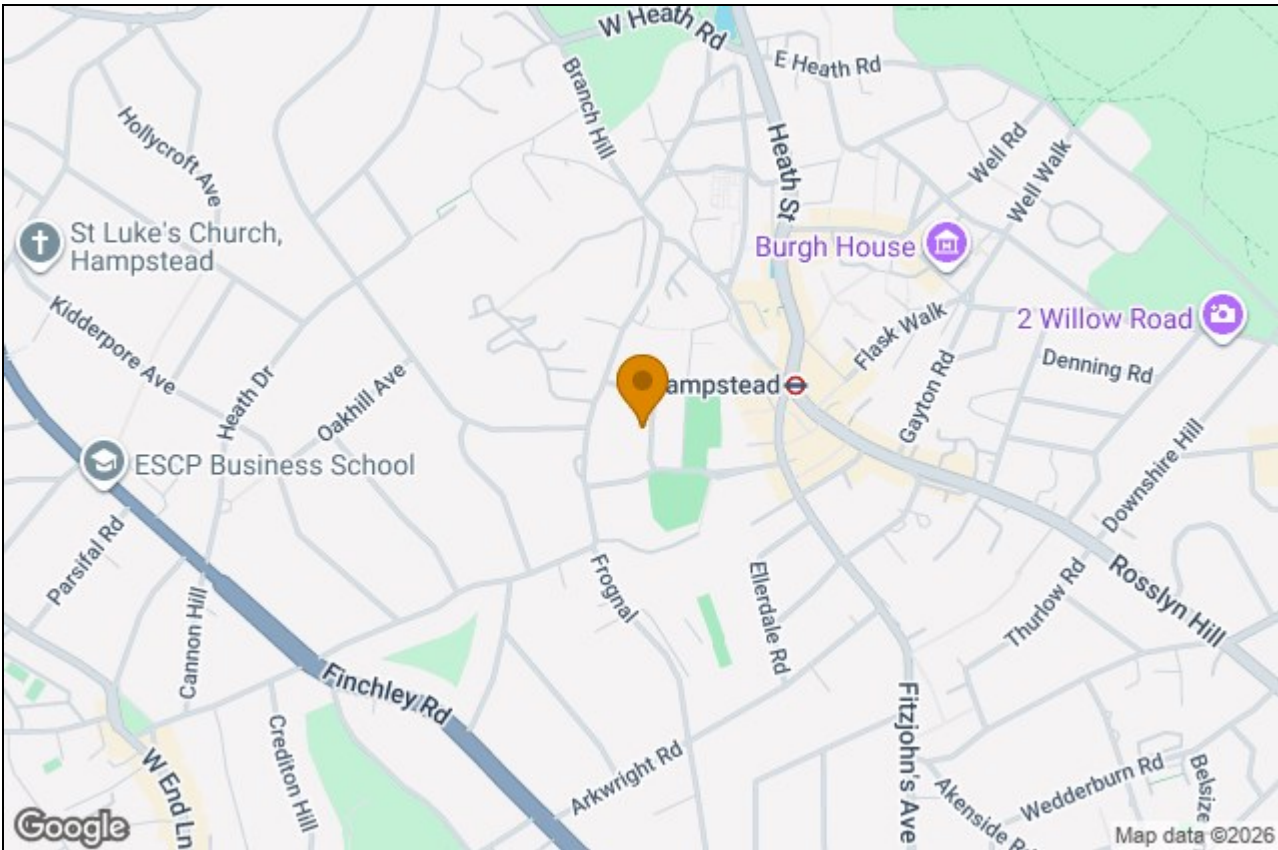 W Heath Rd
E Heath Rd
Branch Hill
Hollycroft Ave
Heath St
Well Rd
Well Walk
St Luke's Church,
Hampstead
Burgh House
2 Willow Road
Kidderpore Ave
Flask Walk
Denning Rd
Heath Dr
Oakhill Ave
ampstead
Gayton Rd
ESCP Business School
Downshire Hill
Parsifal Rd
Frognal
Ellerdale Rd
Rosslyn Hill
Thurlow Rd
Cannon Hill
Finchley Rd
Fitzjohn's Ave
Crediton Hill
W End Ln
Arkwright Rd
Wedderburn Rd
Belsize
Akenside Rd
Google
Map data ©2026